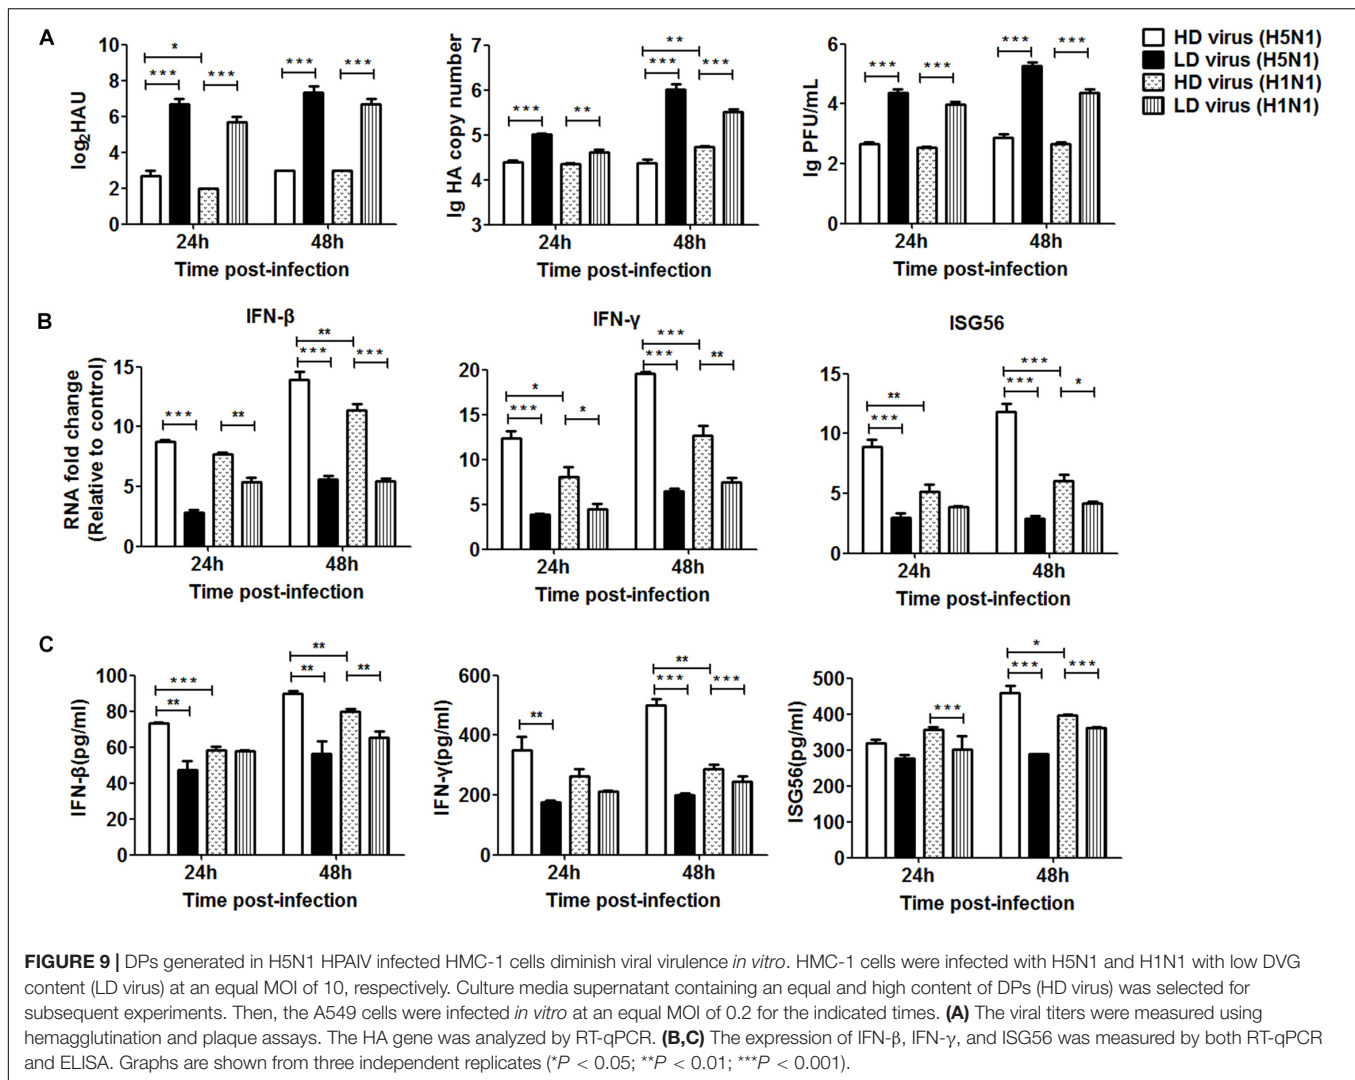 A
HD virus (H5N1)
LD virus (H5N1)
HD virus (H1N1)
LD virus (H1N1)
log2HAU
10
8
6
4
2
0
*
*** ***
***
***
24h 48h
Time post-infection
lg HA copy number
7
6
5
4
3
***
**
**
***
***
24h 48h
Time post-infection
lg PFU/mL
6
4
2
0
***
***
***
***
24h 48h
Time post-infection
B
IFN-β
RNA fold change
(Relative to control)
15
10
5
0
***
**
**
***
***
24h 48h
Time post-infection
IFN-γ
20
15
10
5
0
*
***
*
***
***
**
24h 48h
Time post-infection
ISG56
15
10
5
0
**
***
***
***
*
24h 48h
Time post-infection
C
IFN-β(pg/ml)
100
80
60
40
20
0
***
**
**
**
**
24h 48h
Time post-infection
IFN-γ(pg/ml)
600
400
200
0
**
**
***
***
24h 48h
Time post-infection
ISG56(pg/ml)
500
400
300
200
100
0
***
*
***
***
24h 48h
Time post-infection
FIGURE 9 | DPs generated in H5N1 HPAIV infected HMC-1 cells diminish viral virulence in vitro. HMC-1 cells were infected with H5N1 and H1N1 with low DVG
content (LD virus) at an equal MOI of 10, respectively. Culture media supernatant containing an equal and high content of DPs (HD virus) was selected for
subsequent experiments. Then, the A549 cells were infected in vitro at an equal MOI of 0.2 for the indicated times. (A) The viral titers were measured using
hemagglutination and plaque assays. The HA gene was analyzed by RT-qPCR. (B,C) The expression of IFN-β, IFN-γ, and ISG56 was measured by both RT-qPCR
and ELISA. Graphs are shown from three independent replicates (*P < 0.05; **P < 0.01; ***P < 0.001).